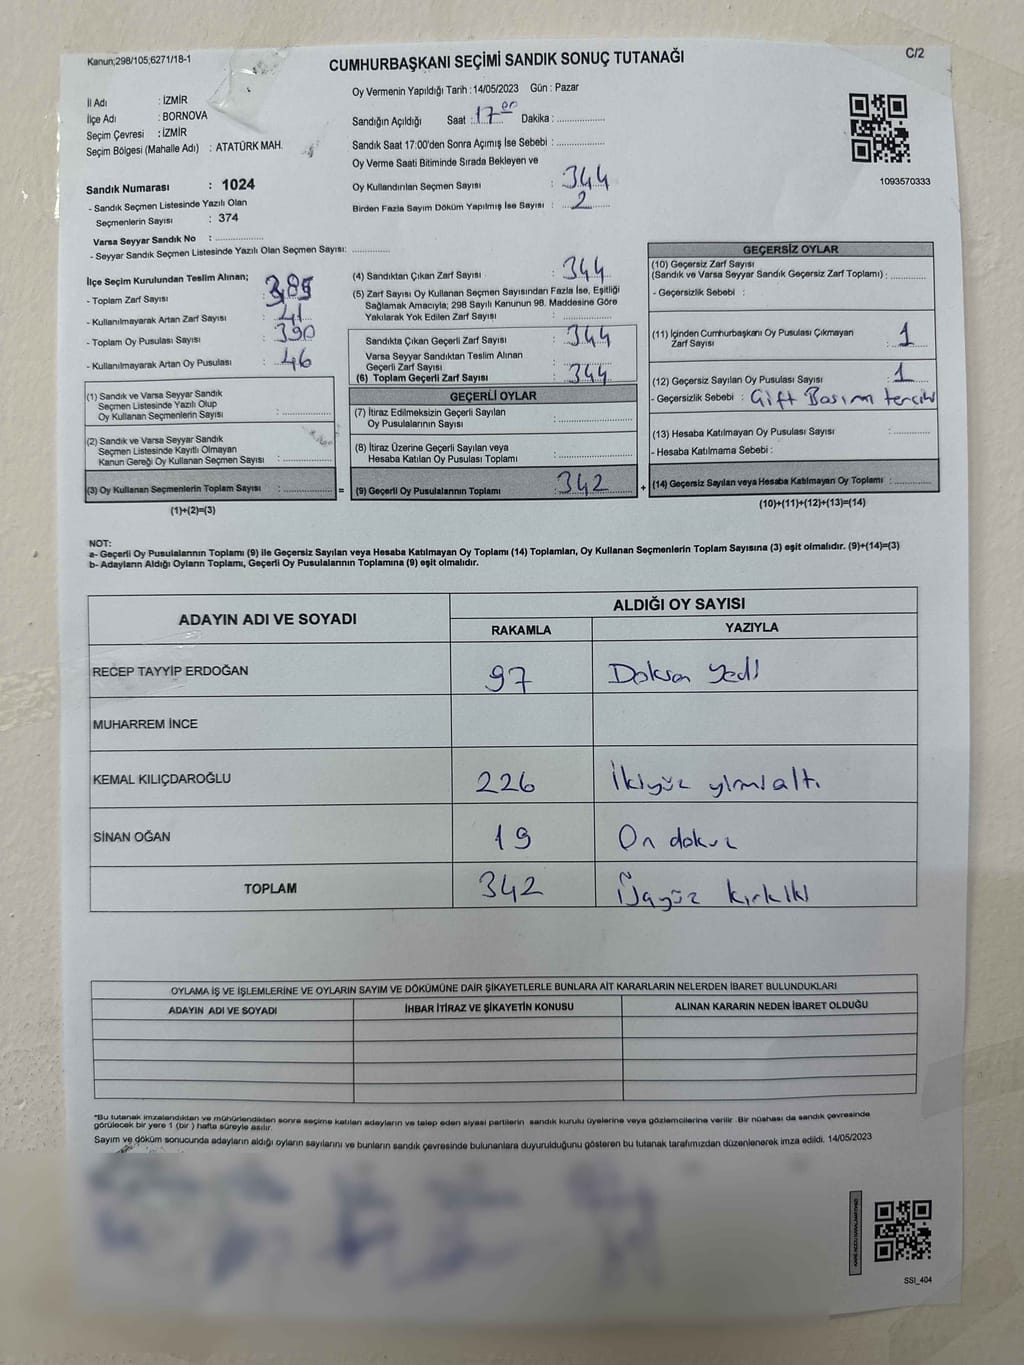 Kanun;298/105,6271/18-1
C/2
CUMHURBAŞKANI SEÇİMİ SANDIK SONUÇ TUTANAĞI
İl Adı : İZMİR
İlçe Adı : BORNOVA
Seçim Çevresi : İZMİR
Seçim Bölgesi (Mahalle Adı) : ATATÜRK MAH.
Sandık Numarası : 1024
- Sandık Seçmen Listesinde Yazılı Olan
Seçmenlerin Sayısı : 374
Varsa Seyyar Sandık No : ..............
- Seyyar Sandık Seçmen Listesinde Yazılı Olan Seçmen Sayısı: ............
Oy Vermenin Yapıldığı Tarih : 14/05/2023 Gün : Pazar
Sandığın Açıldığı Saat : 17 00 Dakika : ..............
Sandık Saat 17:00'den Sonra Açımış İse Sebebi : ..............
Oy Verme Saati Bitiminde Sırada Bekleyen ve
Oy Kullandırılan Seçmen Sayısı : 344
Birden Fazla Sayım Döküm Yapılmış İse Sayısı : 2
1093570333
İlçe Seçim Kurulundan Teslim Alınan;
- Toplam Zarf Sayısı : 385
- Kullanılmayarak Artan Zarf Sayısı : 41
- Toplam Oy Pusulası Sayısı : 390
- Kullanılmayarak Artan Oy Pusulası : 46
(1) Sandık ve Varsa Seyyar Sandık
Seçmen Listesinde Yazılı Olup
Oy Kullanan Seçmenlerin Sayısı : ..............
(2) Sandık ve Varsa Seyyar Sandık
Seçmen Listesinde Kayıtlı Olmayan
Kanun Gereği Oy Kullanan Seçmen Sayısı : ..............
(3) Oy Kullanan Seçmenlerin Toplam Sayısı : ..............
(1)+(2)=(3)
(4) Sandıktan Çıkan Zarf Sayısı : 344
(5) Zarf Sayısı Oy Kullanan Seçmen Sayısından Fazla İse, Eşitliği
Sağlamak Amacıyla; 298 Sayılı Kanunun 98. Maddesine Göre
Yakılarak Yok Edilen Zarf Sayısı : ..............
Sandıkta Çıkan Geçerli Zarf Sayısı : 344
Varsa Seyyar Sandıktan Teslim Alınan
Geçerli Zarf Sayısı : ..............
(6) Toplam Geçerli Zarf Sayısı : 344
GEÇERLİ OYLAR
(7) İtiraz Edilmeksizin Geçerli Sayılan
Oy Pusulalarının Sayısı : ..............
(8) İtiraz Üzerine Geçerli Sayılan veya
Hesaba Katılan Oy Pusulası Toplamı : ..............
= (9) Geçerli Oy Pusulalarının Toplamı : 342
GEÇERSİZ OYLAR
(10) Geçersiz Zarf Sayısı
(Sandık ve Varsa Seyyar Sandık Geçersiz Zarf Toplamı) : ..........
- Geçersizlik Sebebi :
(11) İçinden Cumhurbaşkanı Oy Pusulası Çıkmayan
Zarf Sayısı : 1
(12) Geçersiz Sayılan Oy Pusulası Sayısı : 1
- Geçersizlik Sebebi : Çift Basım tercihi
(13) Hesaba Katılmayan Oy Pusulası Sayısı : ..........
- Hesaba Katılmama Sebebi :
+ (14) Geçersiz Sayılan veya Hesaba Katılmayan Oy Toplamı : ..........
(10)+(11)+(12)+(13)=(14)
NOT:
a- Geçerli Oy Pusulalarının Toplamı (9) ile Geçersiz Sayılan veya Hesaba Katılmayan Oy Toplamı (14) Toplamları, Oy Kullanan Seçmenlerin Toplam Sayısına (3) eşit olmalıdır. (9)+(14)=(3)
b- Adayların Aldığı Oyların Toplamı, Geçerli Oy Pusulalarının Toplamına (9) eşit olmalıdır.
ADAYIN ADI VE SOYADI ALDIĞI OY SAYISI
RAKAMLA YAZIYLA
RECEP TAYYİP ERDOĞAN 97 Doksan Yedi
MUHARREM İNCE
KEMAL KILIÇDAROĞLU 226 İkiyüz yirmialtı
SİNAN OĞAN 19 On dokuz
TOPLAM 342 Üçyüz kırkiki
OYLAMA İŞ VE İŞLEMLERİNE VE OYLARIN SAYIM VE DÖKÜMÜNE DAİR ŞİKAYETLERLE BUNLARA AİT KARARLARIN NELERDEN İBARET BULUNDUKLARI
ADAYIN ADI VE SOYADI İHBAR İTİRAZ VE ŞİKAYETİN KONUSU ALINAN KARARIN NEDEN İBARET OLDUĞU
"Bu tutanak imzalandıktan ve mühürlendikten sonra seçime katılan adayların ve talep eden siyasi partilerin sandık kurulu üyelerine veya gözlemcilerine verilir .Bir nüshası da sandık çevresinde
görülecek bir yere 1 (bir ) hafta süreyle asılır.
Sayım ve döküm sonucunda adayların aldığı oyların sayılarını ve bunların sandık çevresinde bulunanlara duyurulduğunu gösteren bu tutanak tarafımızdan düzenlenerek imza edildi. 14/05/2023
SSI_404